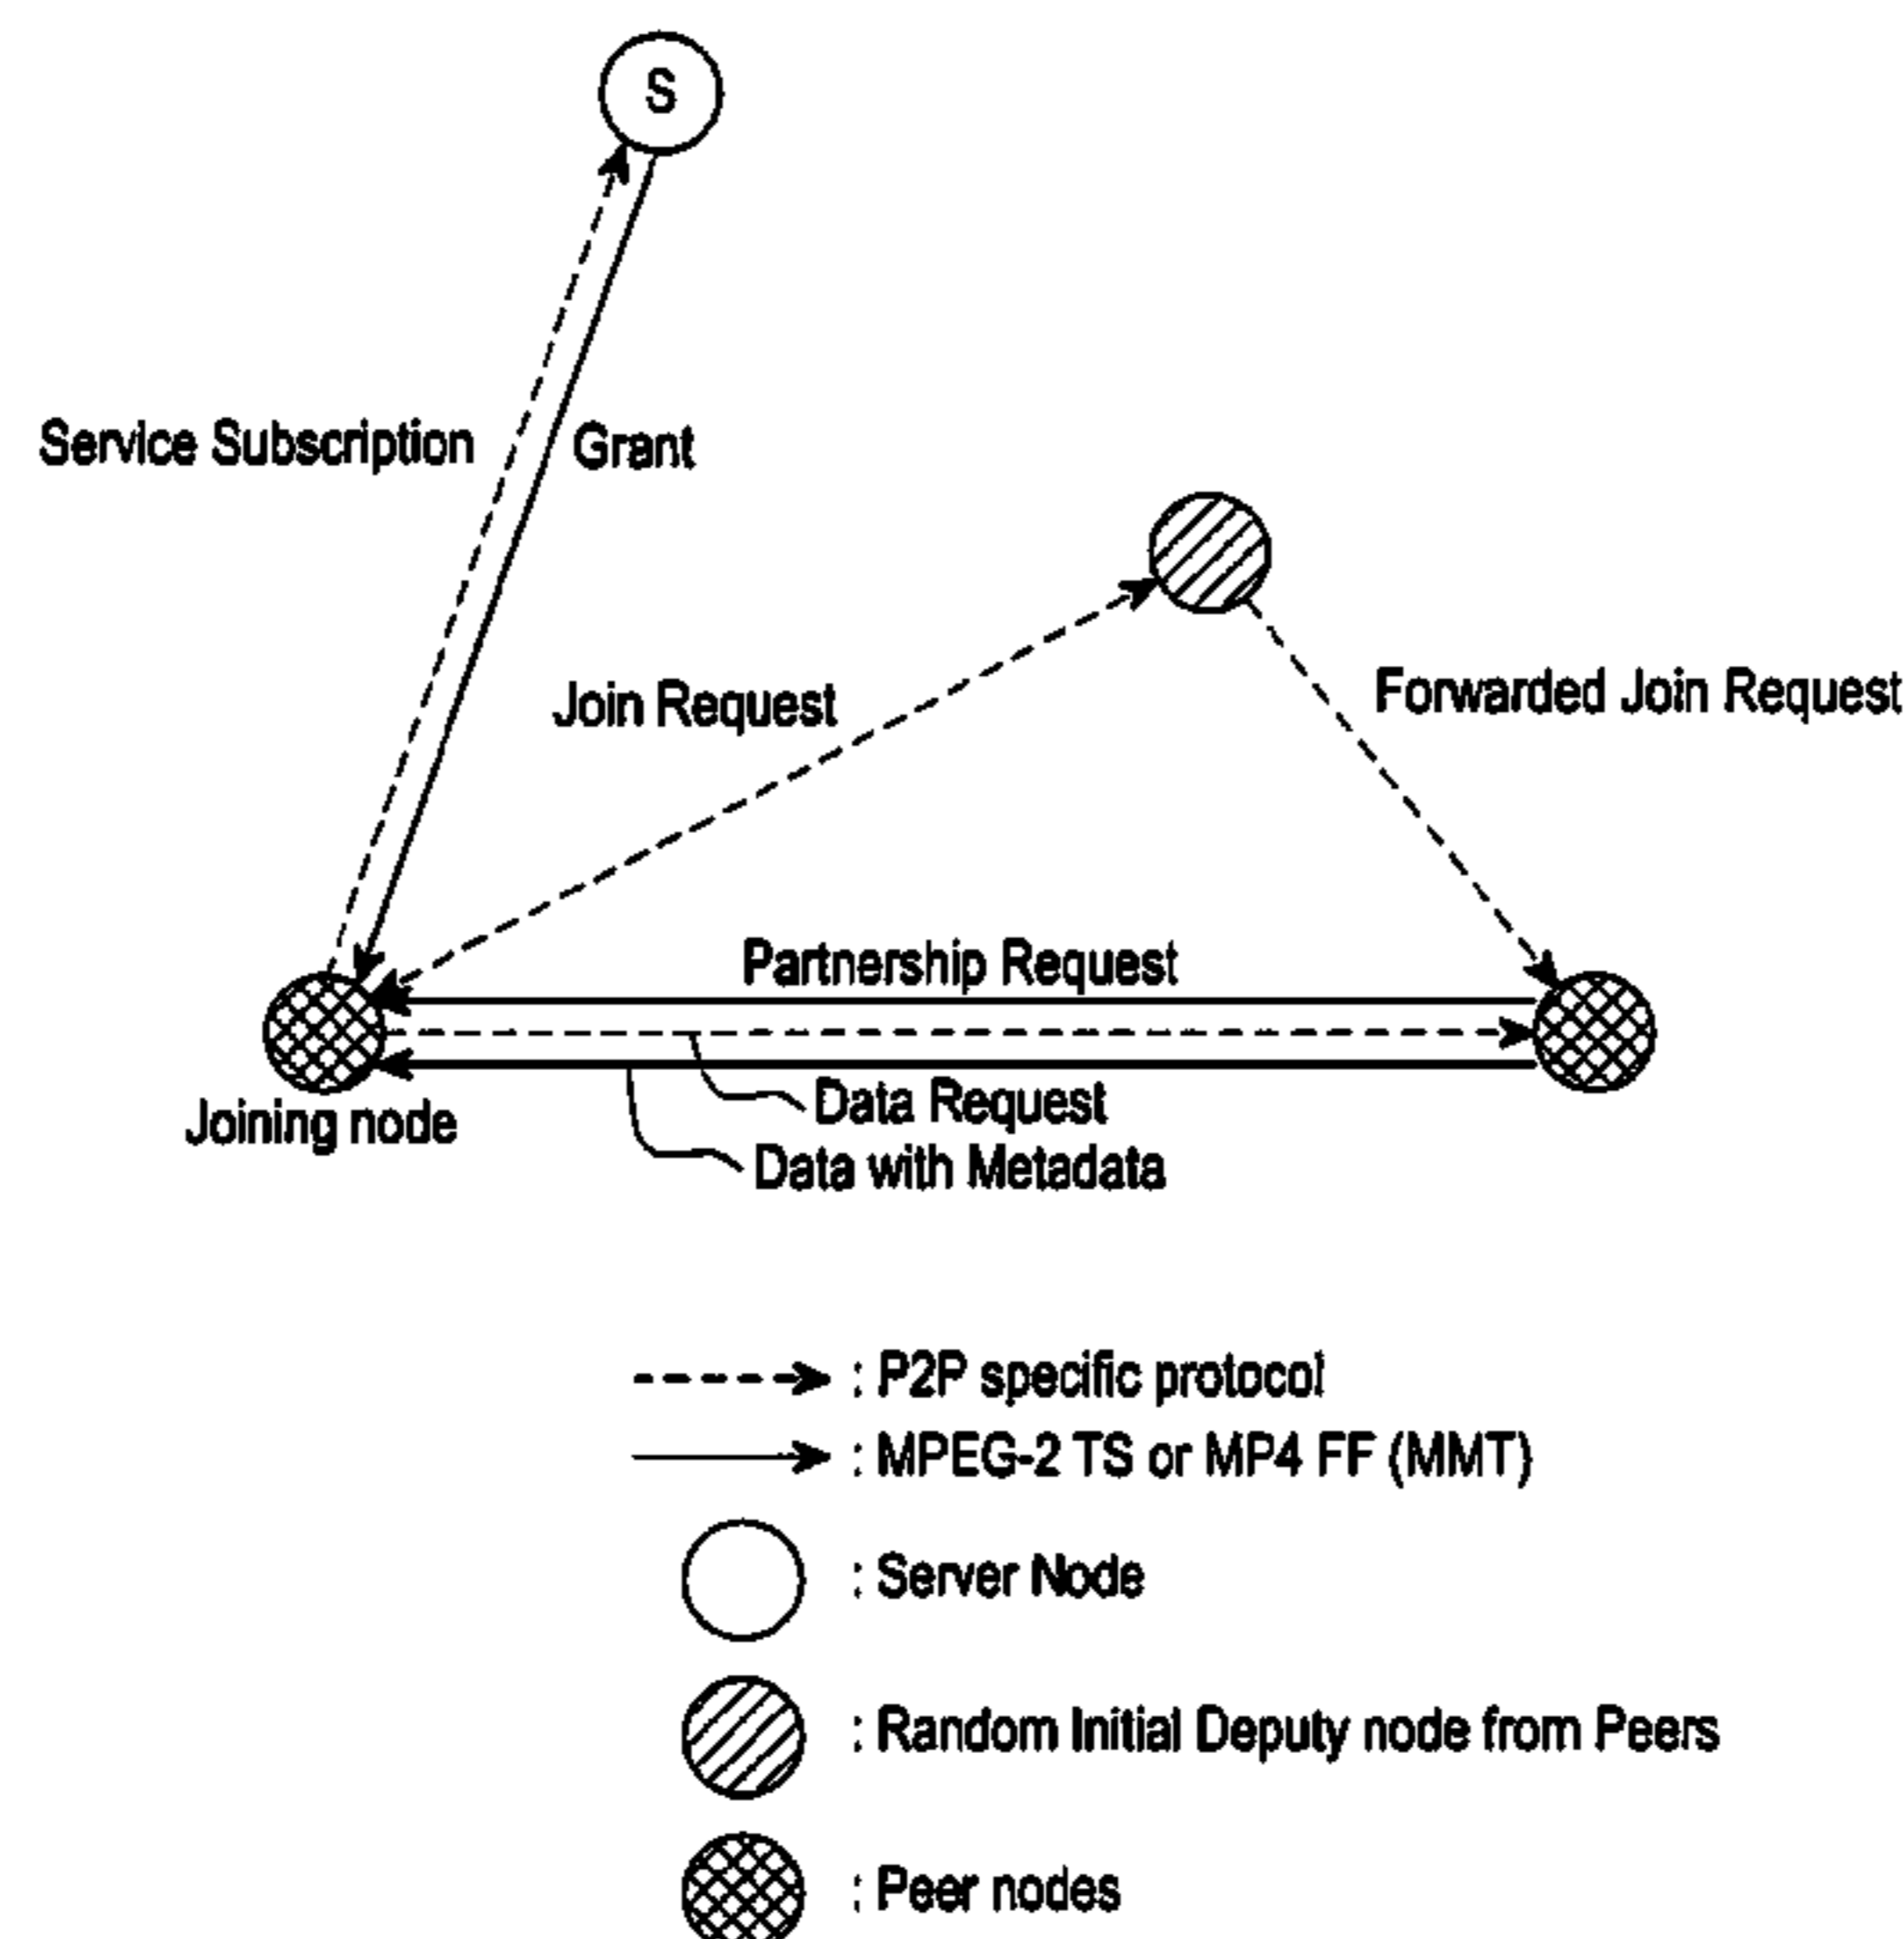 S
Service Subscription
Grant
Join Request
Forwarded Join Request
Partnership Request
Data Request
Joining node
Data with Metadata
: P2P specific protocol
: MPEG-2 TS or MP4 FF (MMT)
: Server Node
: Random Initial Deputy node from Peers
: Peer nodes